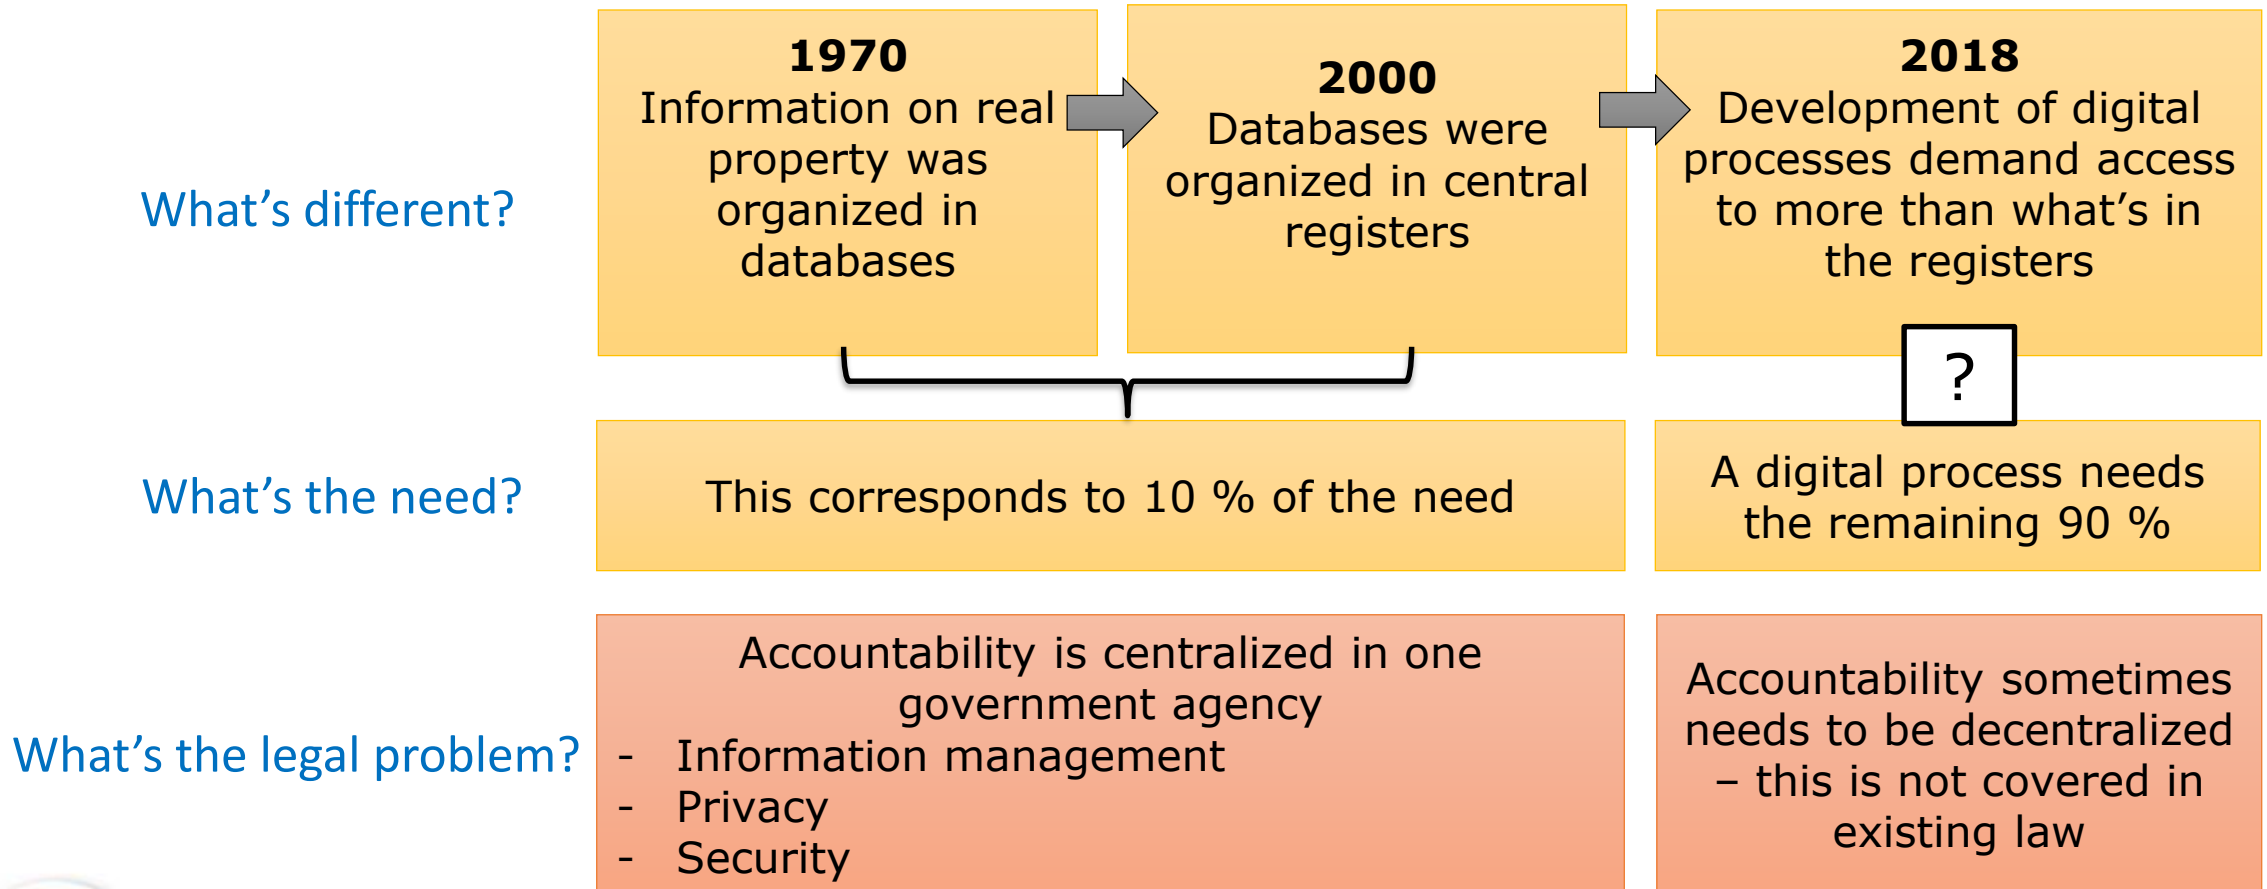 What’s different?
1970
Information on real
property was
organized in
databases
2000
Databases were
organized in central
registers
2018
Development of digital
processes demand access
to more than what’s in
the registers
?
What’s the need?
This corresponds to 10 % of the need
A digital process needs
the remaining 90 %
What’s the legal problem?
Accountability is centralized in one
government agency
- Information management
- Privacy
- Security
Accountability sometimes
needs to be decentralized
– this is not covered in
existing law